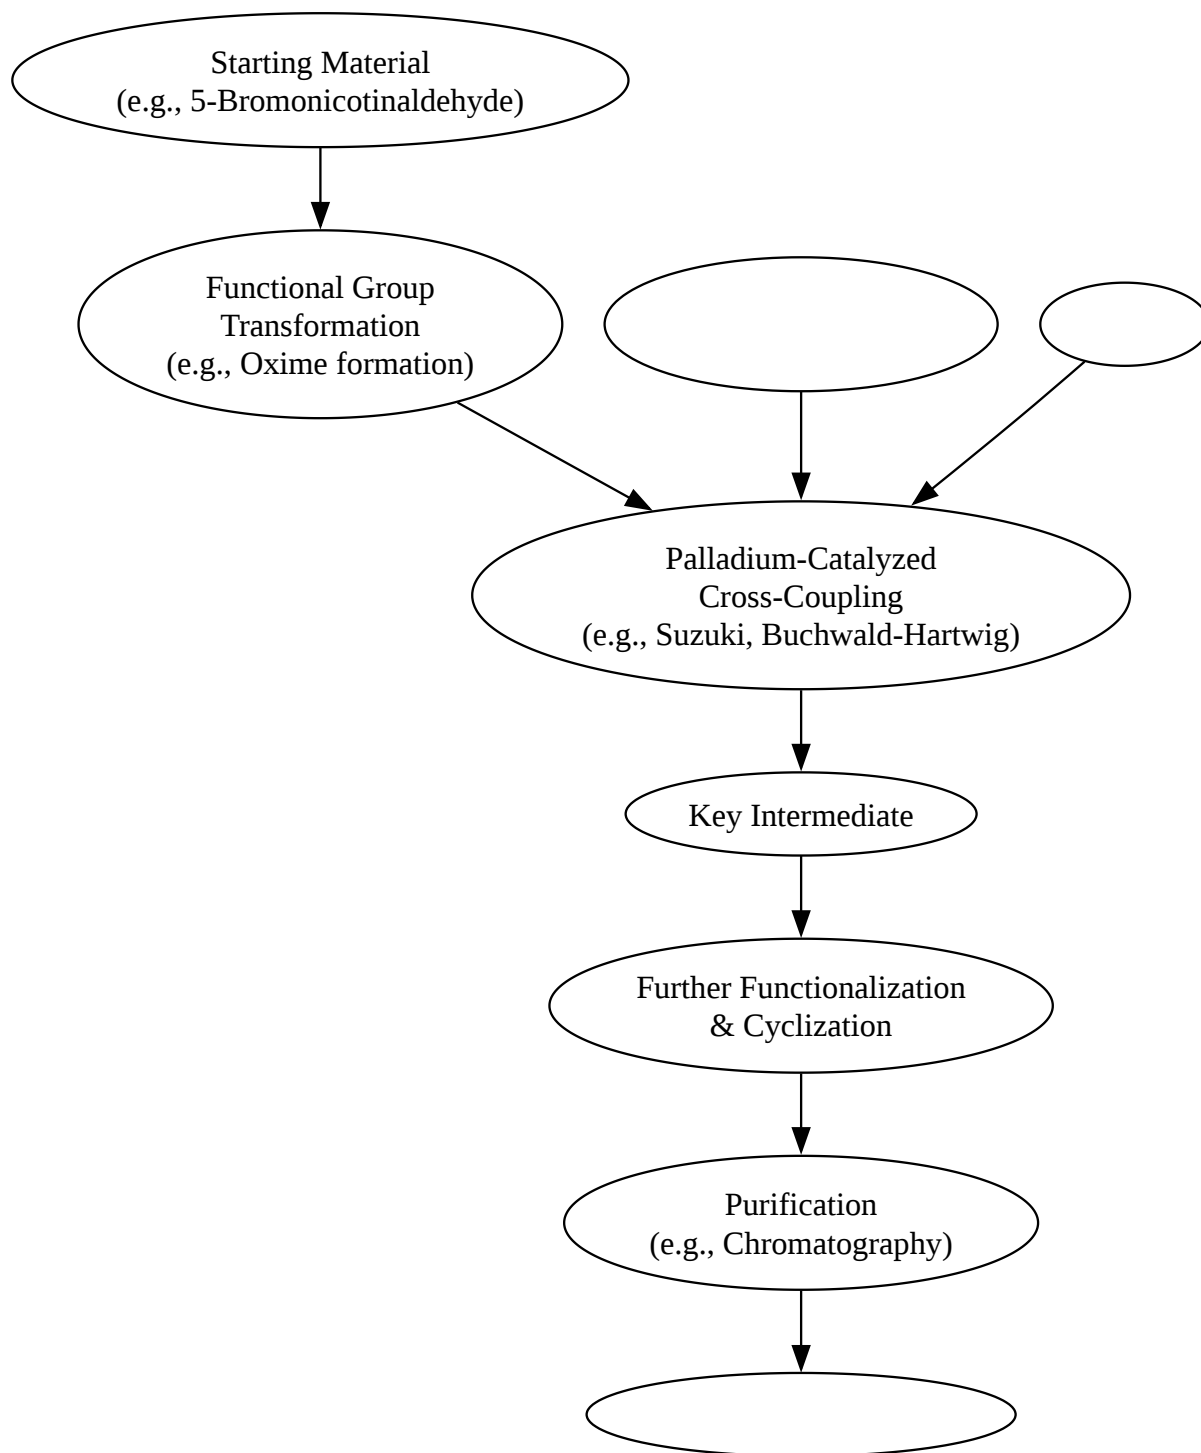 Starting Material
(e.g., 5-Bromonicotinaldehyde)
Functional Group
Transformation
(e.g., Oxime formation)
Palladium-Catalyzed
Cross-Coupling
(e.g., Suzuki, Buchwald-Hartwig)
Key Intermediate
Further Functionalization
& Cyclization
Purification
(e.g., Chromatography)